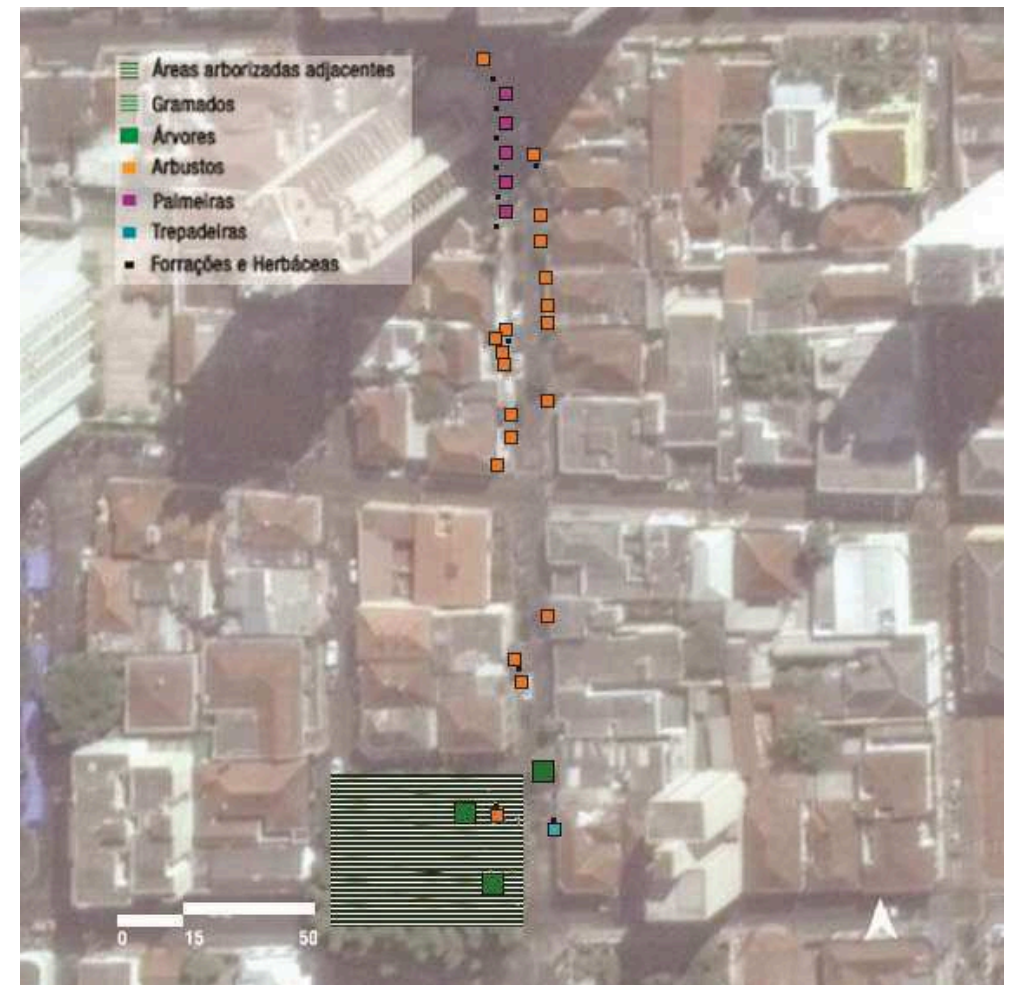 Áreas arborizadas adjacentes
Gramados
Árvores
Arbustos
Palmeiras
Trepadeiras
Forrações e Herbáceas
0 15 50